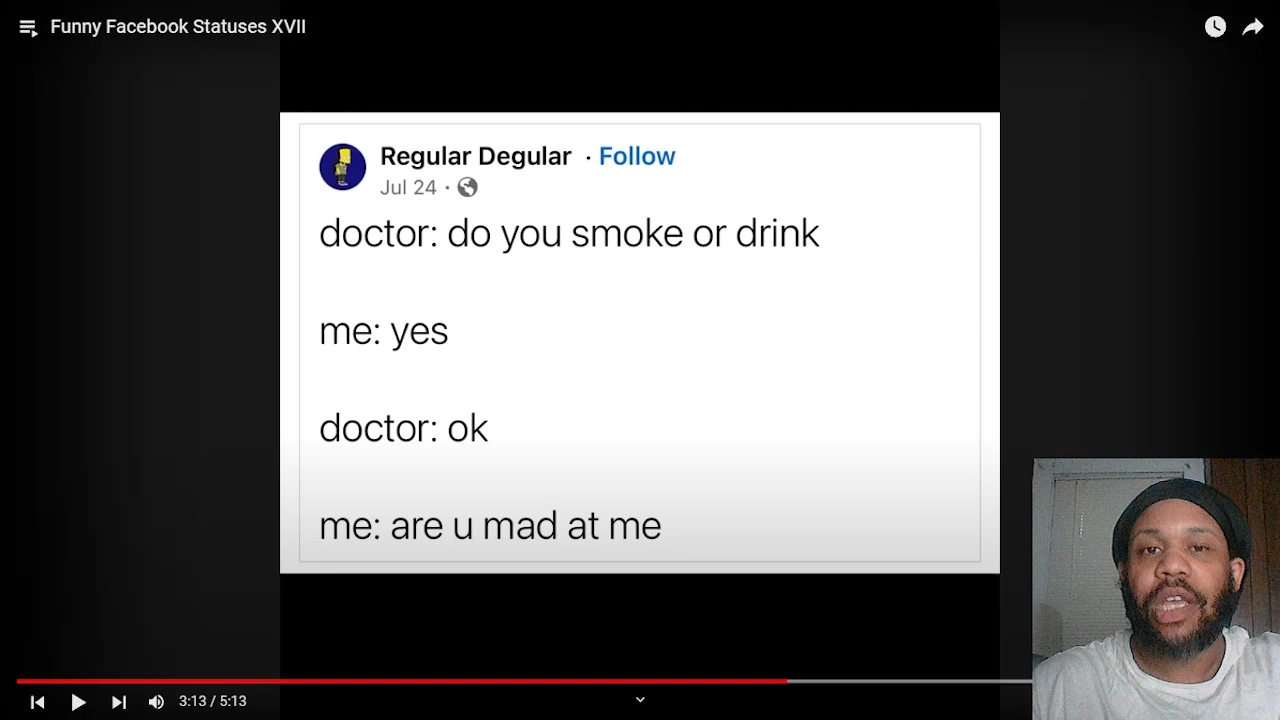 Funny Facebook Statuses XVII
Regular Degular · Follow
Jul 24 ·
doctor: do you smoke or drink
me: yes
doctor: ok
me: are u mad at me
3:13 / 5:13